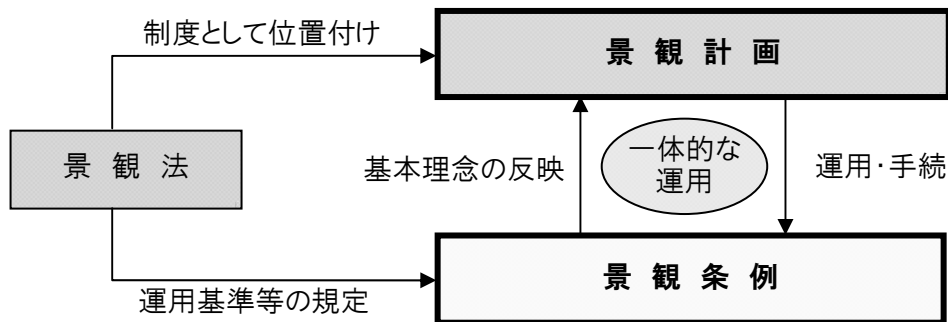 制度として位置付け
景観計画
景観法
基本理念の反映
一体的な
運用
運用・手続
景観条例
運用基準等の規定